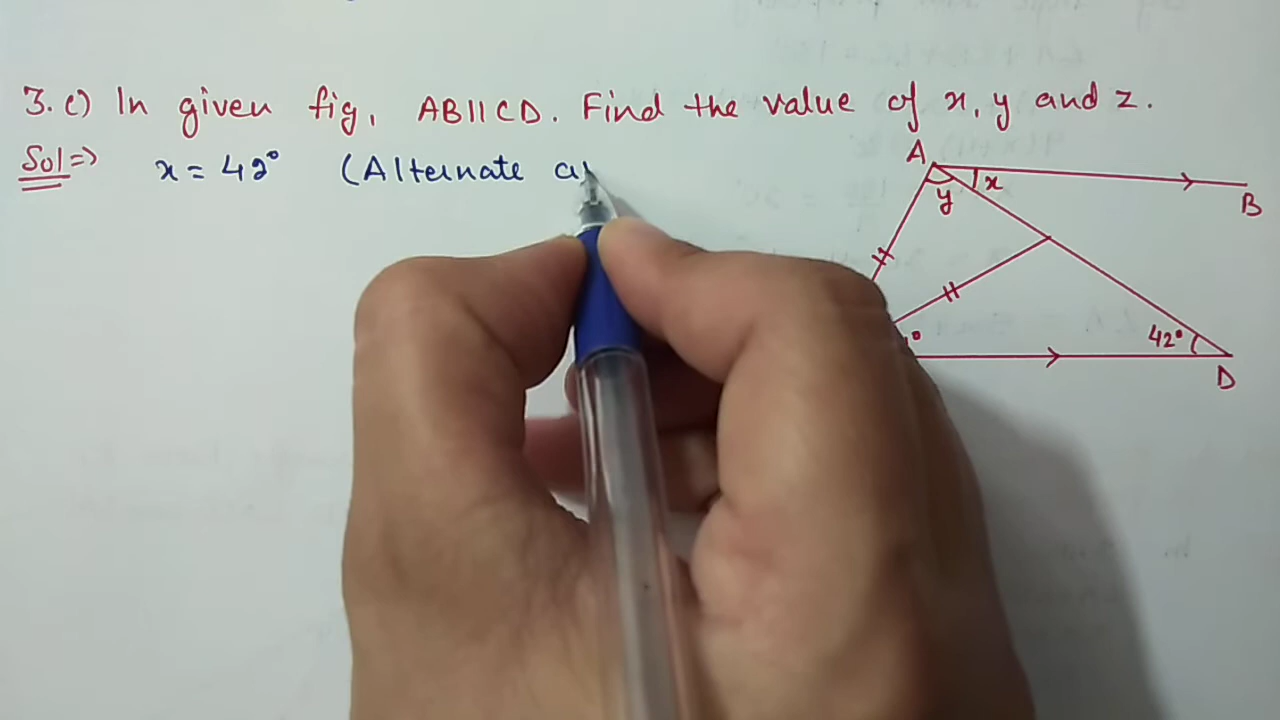 3. c) In given fig, AB||CD. Find the value of x, y and z.
Sol => x = 42° (Alternate a
A
x
y
B
42°
D